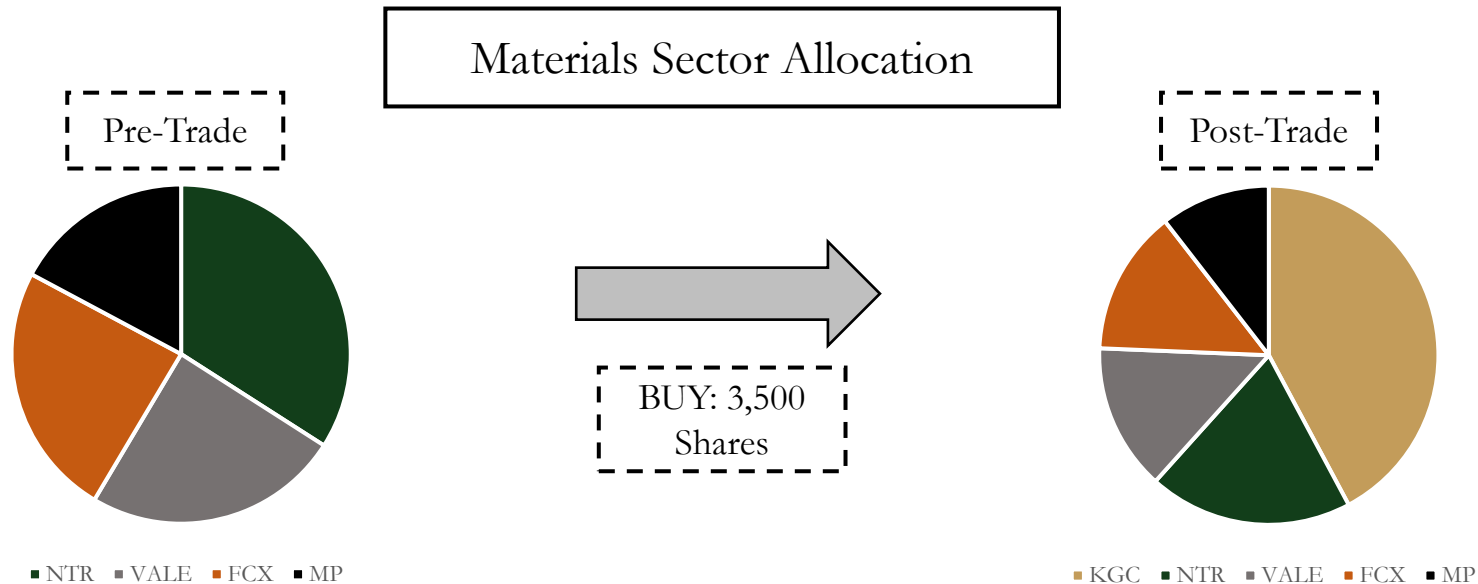 Materials Sector Allocation
Pre-Trade
Post-Trade
BUY: 3,500
Shares
NTR VALE FCX MP
KGC NTR VALE FCX MP